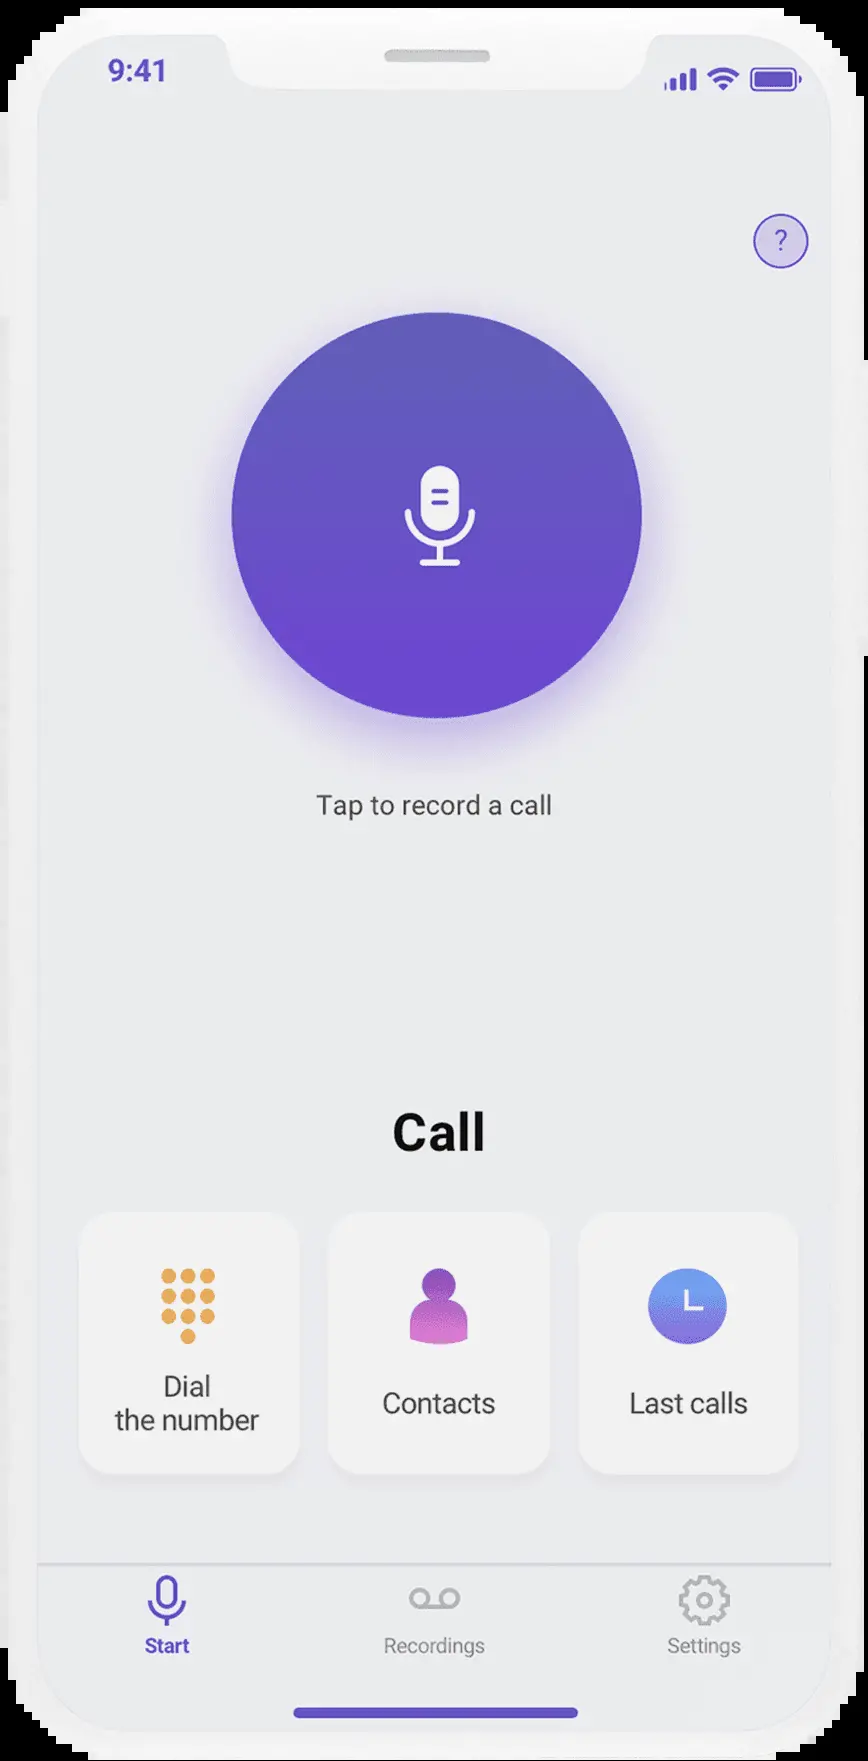 9:41
?
Tap to record a call
Call
Dial
the number
Contacts
Last calls
Start
Recordings
Settings